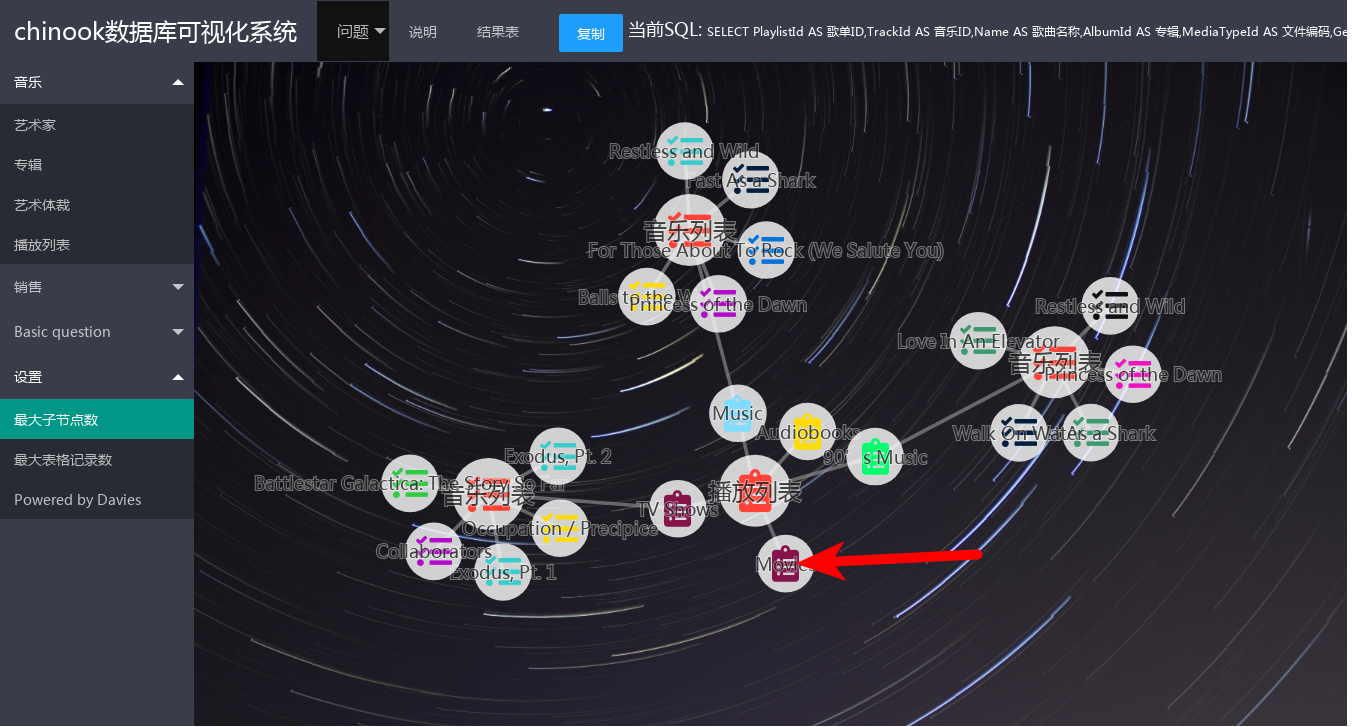 chinook数据库可视化系统
问题
说明
结果表
复制
当前SQL: SELECT PlaylistId AS 歌单ID,TrackId AS 音乐ID,Name AS 歌曲名称,AlbumId AS 专辑,MediaTypeId AS 文件编码,Ge
音乐
艺术家
专辑
艺术体裁
播放列表
销售
Basic question
设置
最大子节点数
最大表格记录数
Powered by Davies
Restless and Wild
Fast As a Shark
音乐列表
For Those About To Rock (We Salute You)
Balls to the W
Princess of the Dawn
Restless and Wild
Love In An Elevator
音乐列表
Princess of the Dawn
Walk On Water
As a Shark
Music
Audiobooks
90’s Music
播放列表
TV Shows
Movies
Exodus, Pt. 2
Battlestar Galactica: The Story So Far
音乐列表
Occupation / Precipice
Collaborators
Exodus, Pt. 1